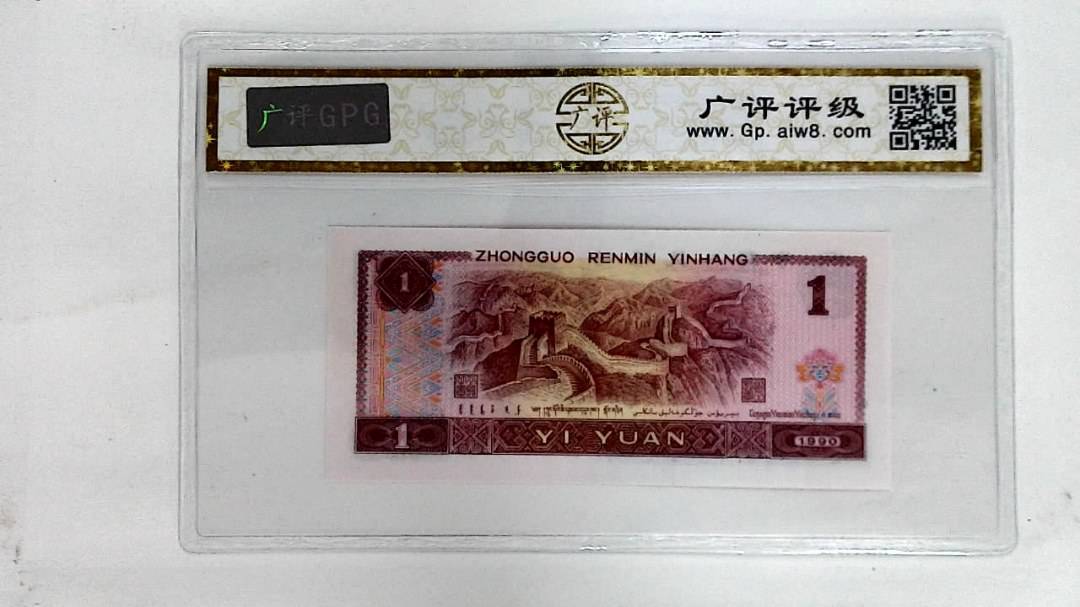 广评GPG
广评
广评评级
www.Gp.aiw8.com
ZHONGGUO RENMIN YINHANG
1
1
1
YI YUAN
1990